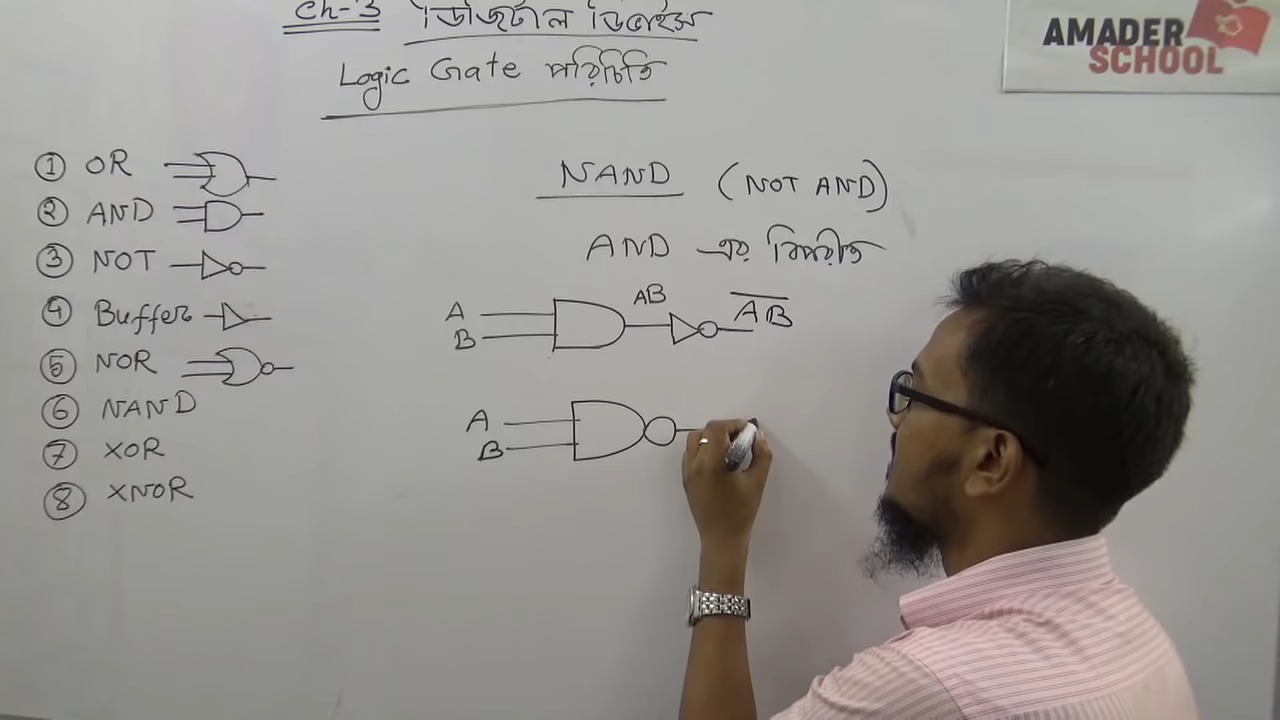 Ch-3 ডিজিটাল ডিভাইস
Logic Gate পরিচিতি
AMADER
SCHOOL
① OR
② AND
③ NOT
④ Buffer
⑤ NOR
⑥ NAND
⑦ XOR
⑧ XNOR
NAND (NOT AND)
AND এর বিপরীত
A
B
AB
A̅B̅
A
B